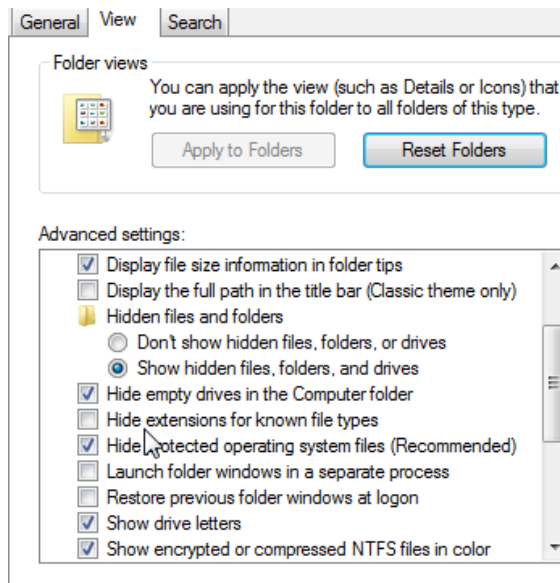 General
View
Search
Folder views
You can apply the view (such as Details or Icons) that
you are using for this folder to all folders of this type.
Apply to Folders
Reset Folders
Advanced settings:
Display file size information in folder tips
Display the full path in the title bar (Classic theme only)
Hidden files and folders
Don't show hidden files, folders, or drives
Show hidden files, folders, and drives
Hide empty drives in the Computer folder
Hide extensions for known file types
Hide protected operating system files (Recommended)
Launch folder windows in a separate process
Restore previous folder windows at logon
Show drive letters
Show encrypted or compressed NTFS files in color